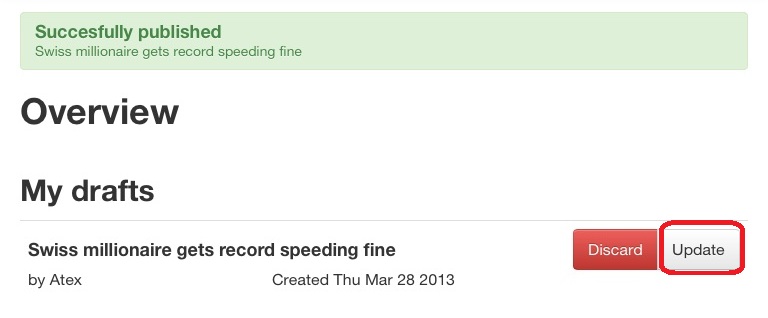 Succesfully published
Swiss millionaire gets record speeding fine
Overview
My drafts
Swiss millionaire gets record speeding fine
Discard
Update
by Atex
Created Thu Mar 28 2013